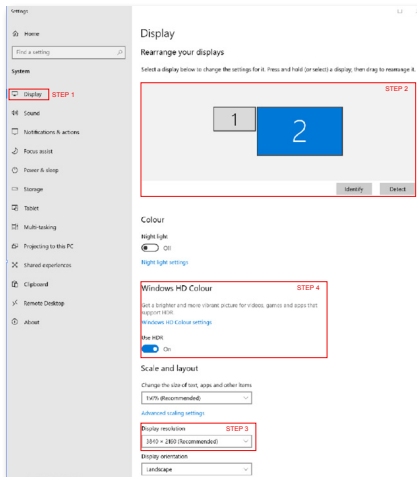 Settings
Home
Find a setting
System
Display STEP 1
Sound
Notifications & actions
Focus assist
Power & sleep
Storage
Tablet
Multi-tasking
Projecting to this PC
Shared experiences
Clipboard
Remote Desktop
About
Display
Rearrange your displays
Select a display below to change the settings for it. Press and hold (or select) a display, then drag to rearrange it.
STEP 2
1
2
Identify Detect
Colour
Night light
Off
Night light settings
Windows HD Colour STEP 4
Get a brighter and more vibrant picture for videos, games and apps that
support HDR.
Windows HD Colour settings
Use HDR
On
Scale and layout
Change the size of text, apps and other items
150% (Recommended)
Advanced scaling settings
Display resolution STEP 3
3840 × 2160 (Recommended)
Display orientation
Landscape